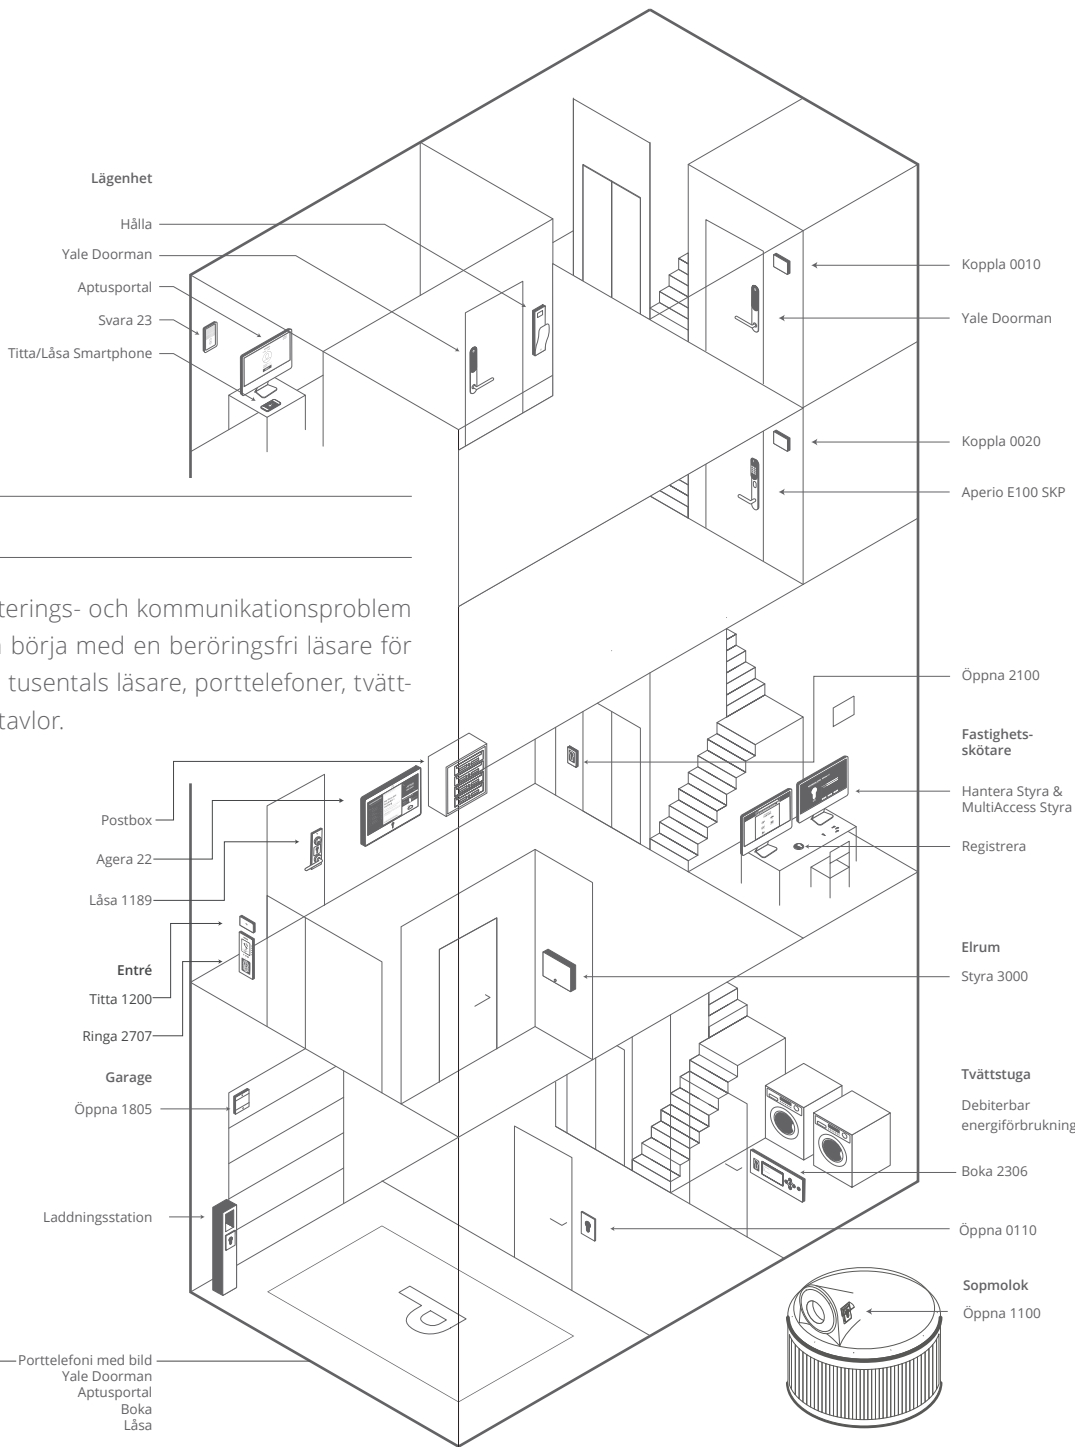 Lägenhet
Hålla
Yale Doorman
Aptusportal
Svara 23
Titta/Låsa Smartphone
Koppla 0010
Yale Doorman
Koppla 0020
Aperio E100 SKP
terings- och kommunikationsproblem
börja med en beröringsfri läsare för
tusentals läsare, porttelefoner, tvätt-
tavlor.
Postbox
Agera 22
Låsa 1189
Entré
Titta 1200
Ringa 2707
Garage
Öppna 1805
Laddningsstation
Öppna 2100
Fastighets-
skötare
Hantera Styra &
MultiAccess Styra
Registrera
Elrum
Styra 3000
Tvättstuga
Debiterbar
energiförbrukning
Boka 2306
Öppna 0110
Sopmolok
Öppna 1100
P
Porttelefoni med bild
Yale Doorman
Aptusportal
Boka
Låsa